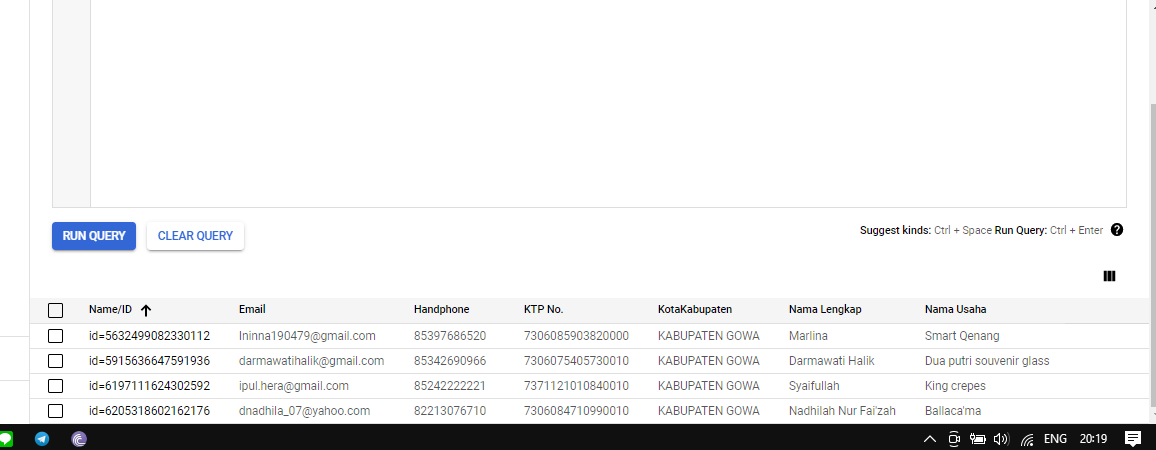 RUN QUERY CLEAR QUERY Suggest kinds: Ctrl + Space Run Query: Ctrl + Enter ?
Name/ID Email Handphone KTP No. KotaKabupaten Nama Lengkap Nama Usaha
id=5632499082330112 Ininna190479@gmail.com 85397686520 7306085903820000 KABUPATEN GOWA Marlina Smart Qenang
id=5915636647591936 darmawatihalik@gmail.com 85342690966 7306075405730010 KABUPATEN GOWA Darmawati Halik Dua putri souvenir glass
id=6197111624302592 ipul.hera@gmail.com 85242222221 7371121010840010 KABUPATEN GOWA Syaifullah King crepes
id=6205318602162176 dnadhila_07@yahoo.com 82213076710 7306084710990010 KABUPATEN GOWA Nadhilah Nur Fai'zah Ballaca'ma
ENG 20:19